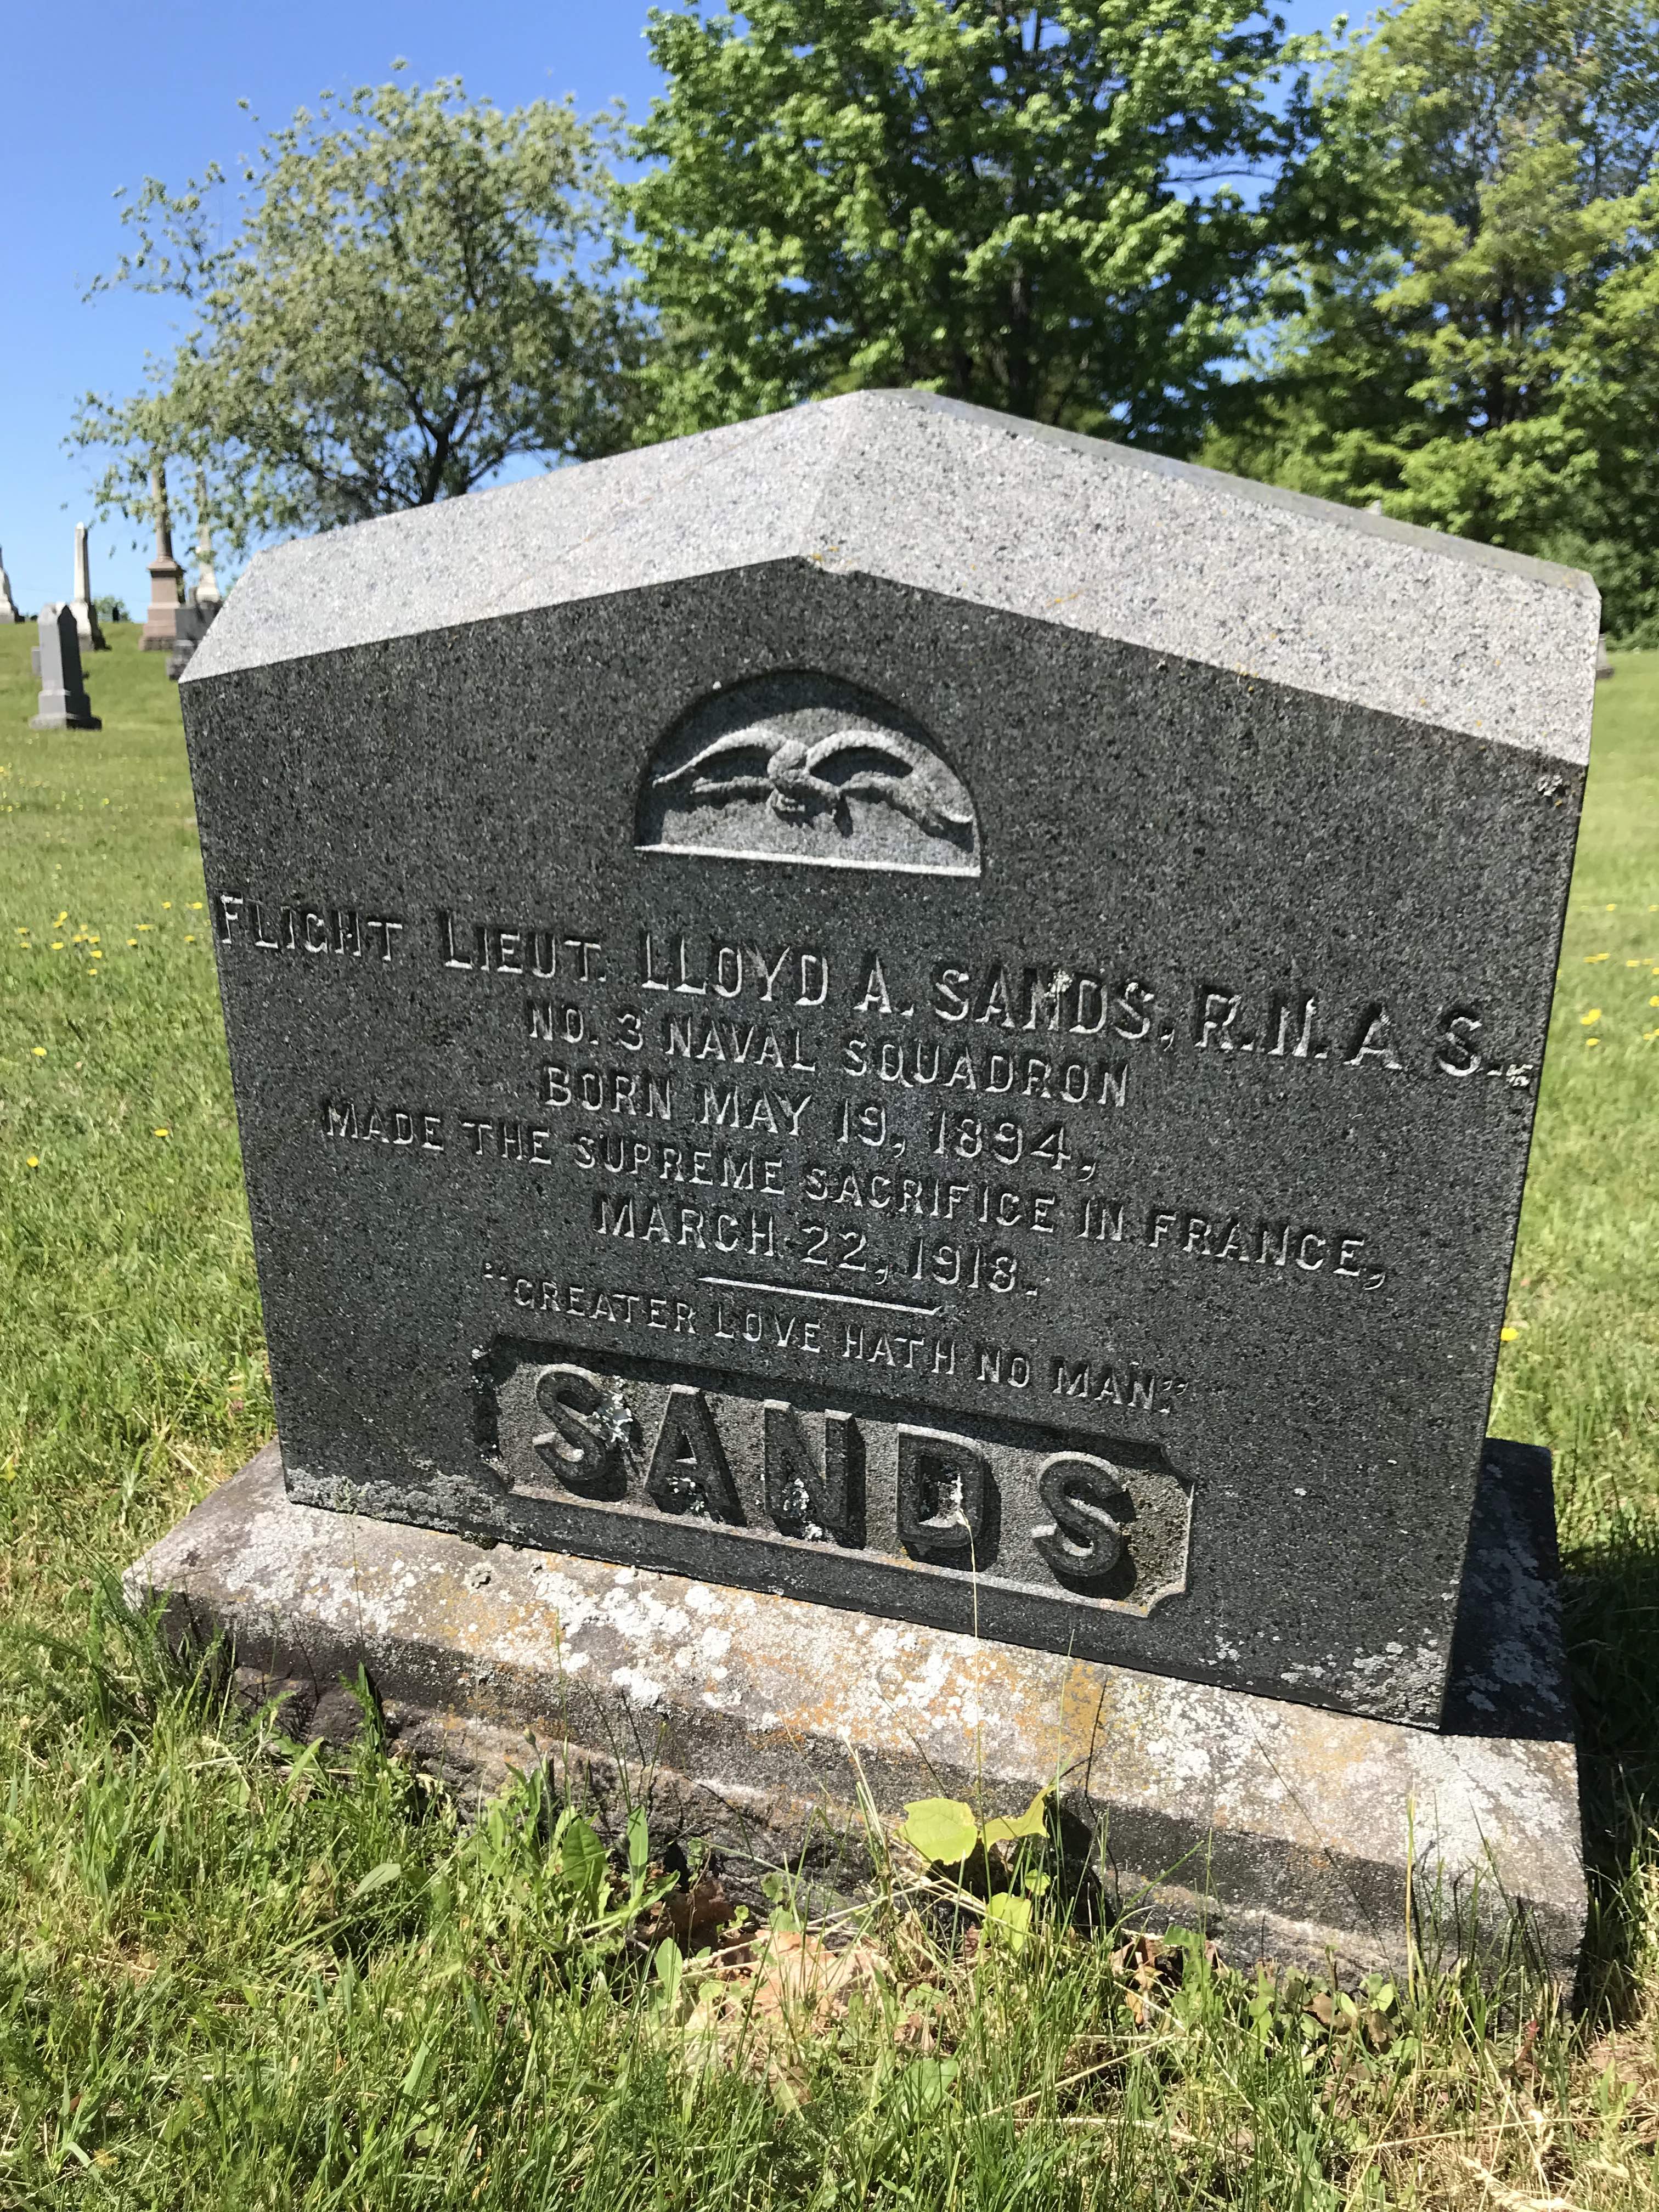 FLIGHT LIEUT. LLOYD A. SANDS, R.N.A.S.
NO. 3 NAVAL SQUADRON
BORN MAY 19, 1894,
MADE THE SUPREME SACRIFICE IN FRANCE,
MARCH 22, 1918.
"GREATER LOVE HATH NO MAN"
SANDS